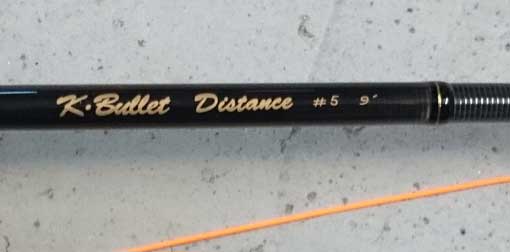 K·Bullet Distance #5 9´